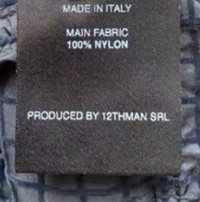 MADE IN ITALY
MAIN FABRIC
100% NYLON
PRODUCED BY 12THMAN SRL